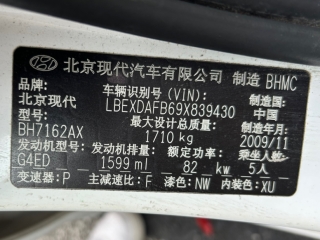 北京现代汽车有限公司 制造 BHMC
品牌: 车辆识别号 (VIN): 制造国:
北京现代 LBEXDAFB69X839430 中国
型号: 最大设计总质量: 制造年月:
BH7162AX 1710 kg 2009/11
发动机型号: 发动机排量: 额定功率: 乘坐人数:
G4ED 1599 ml 82 kw 5人
变速器: P 主减速比: F 漆色: NW 内装色: XU